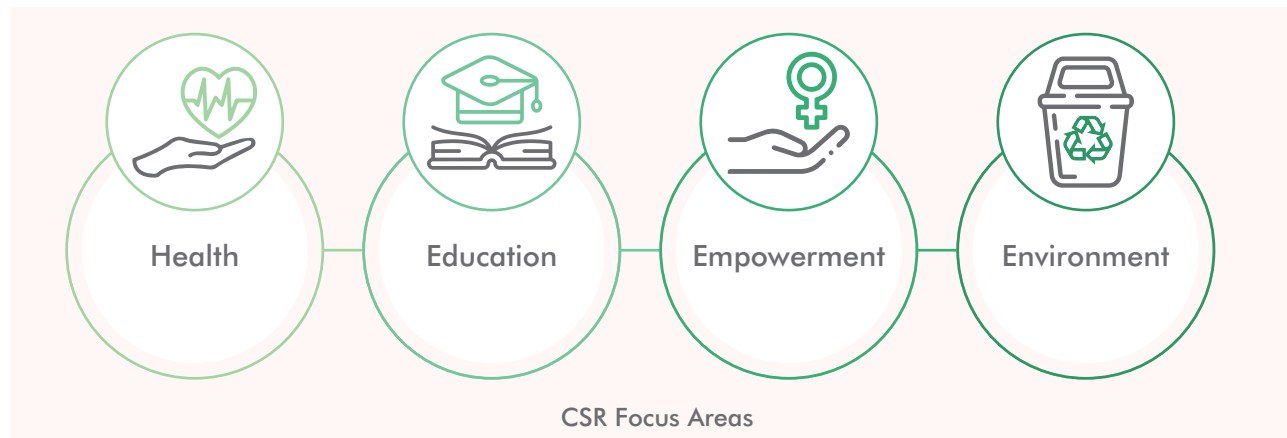 Health
Education
Empowerment
Environment
CSR Focus Areas